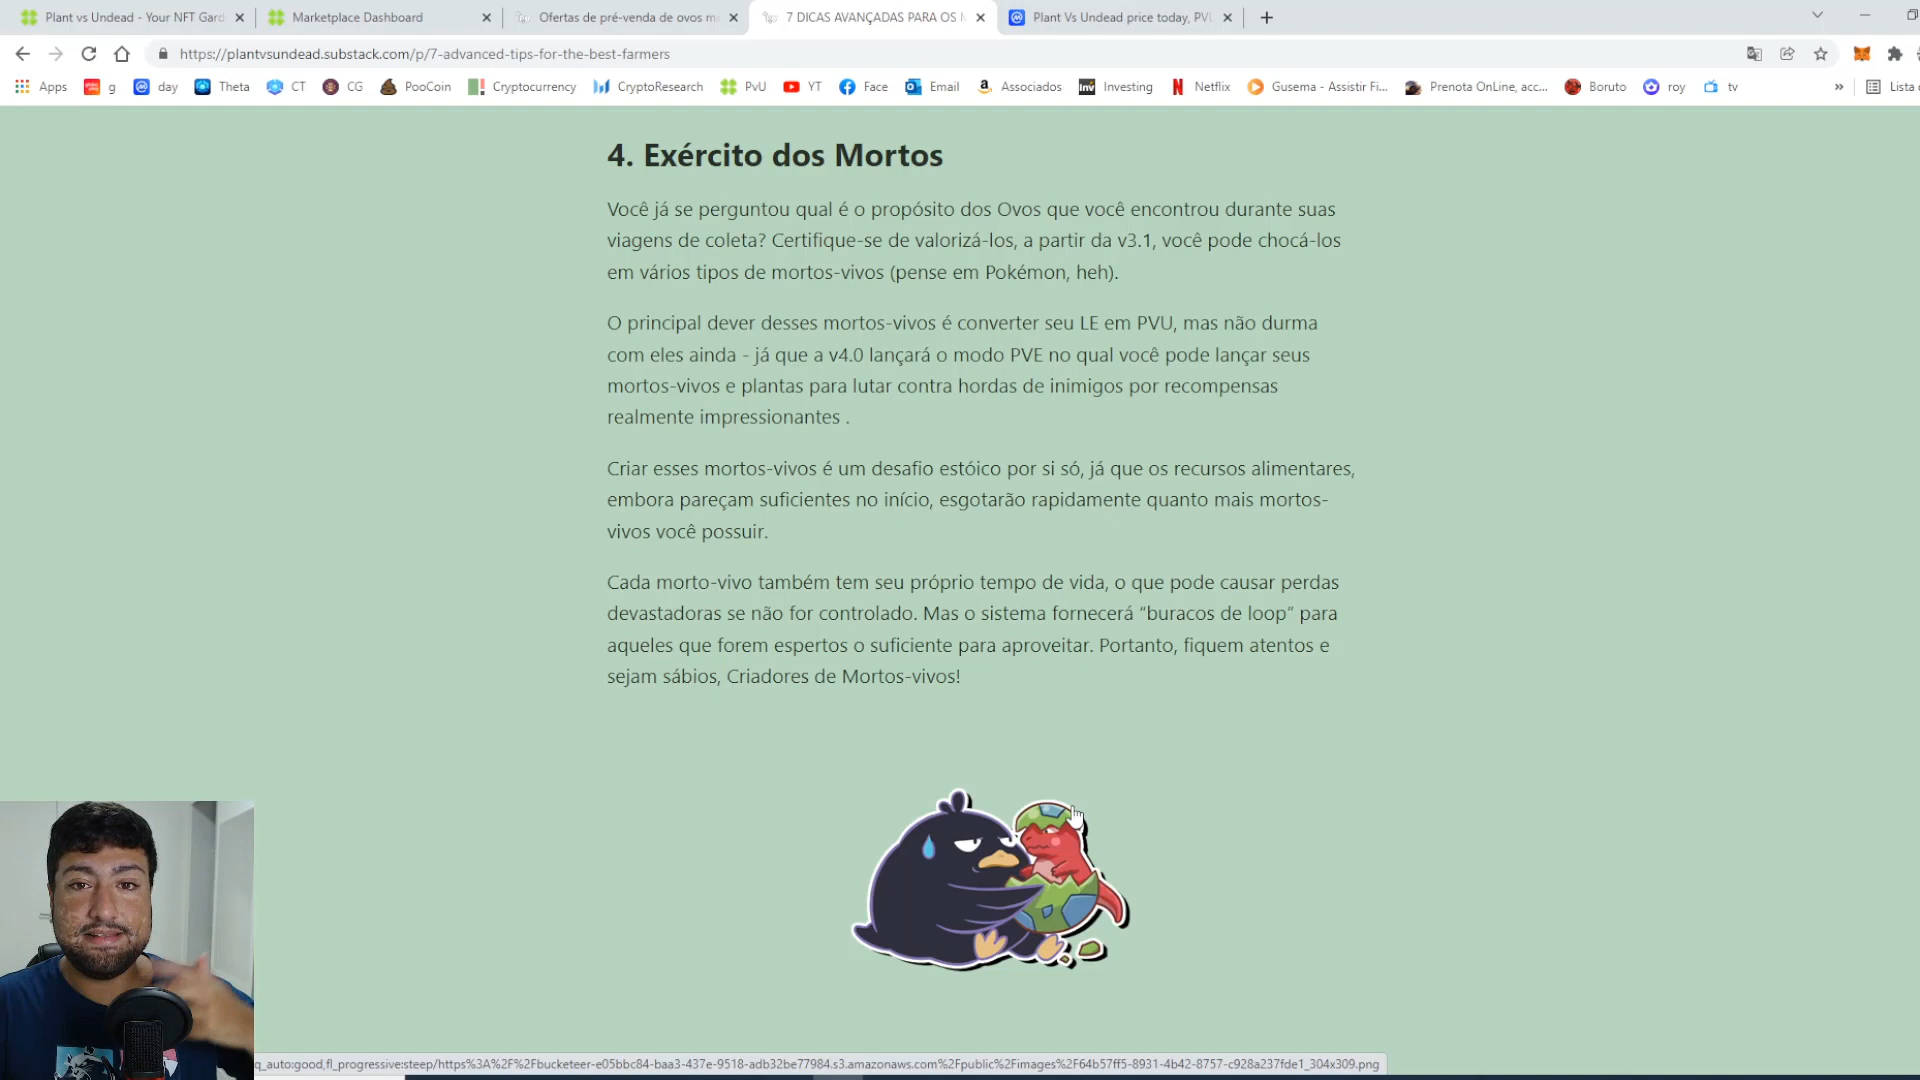 Plant vs Undead - Your NFT Gard
Marketplace Dashboard
Ofertas de pré-venda de ovos m
7 DICAS AVANÇADAS PARA OS
Plant Vs Undead price today, PVU
https://plantvsundead.substack.com/p/7-advanced-tips-for-the-best-farmers
Apps
g
day
Theta
CT
CG
PooCoin
Cryptocurrency
CryptoResearch
PvU
YT
Face
Email
Associados
Inv
Investing
Netflix
Gusema - Assistir Fi...
Prenota OnLine, acc...
Boruto
roy
tv
»
Lista
4. Exército dos Mortos
Você já se perguntou qual é o propósito dos Ovos que você encontrou durante suas
viagens de coleta? Certifique-se de valorizá-los, a partir da v3.1, você pode chocá-los
em vários tipos de mortos-vivos (pense em Pokémon, heh).
O principal dever desses mortos-vivos é converter seu LE em PVU, mas não durma
com eles ainda - já que a v4.0 lançará o modo PVE no qual você pode lançar seus
mortos-vivos e plantas para lutar contra hordas de inimigos por recompensas
realmente impressionantes .
Criar esses mortos-vivos é um desafio estóico por si só, já que os recursos alimentares,
embora pareçam suficientes no início, esgotarão rapidamente quanto mais mortos-
vivos você possuir.
Cada morto-vivo também tem seu próprio tempo de vida, o que pode causar perdas
devastadoras se não for controlado. Mas o sistema fornecerá “buracos de loop” para
aqueles que forem espertos o suficiente para aproveitar. Portanto, fiquem atentos e
sejam sábios, Criadores de Mortos-vivos!
q_auto:good,fl_progressive:steep/https%3A%2F%2Fbucketeer-e05bbc84-baa3-437e-9518-adb32be77984.s3.amazonaws.com%2Fpublic%2Fimages%2F64b57ff5-8931-4b42-8757-c928a237fde1_304x309.png